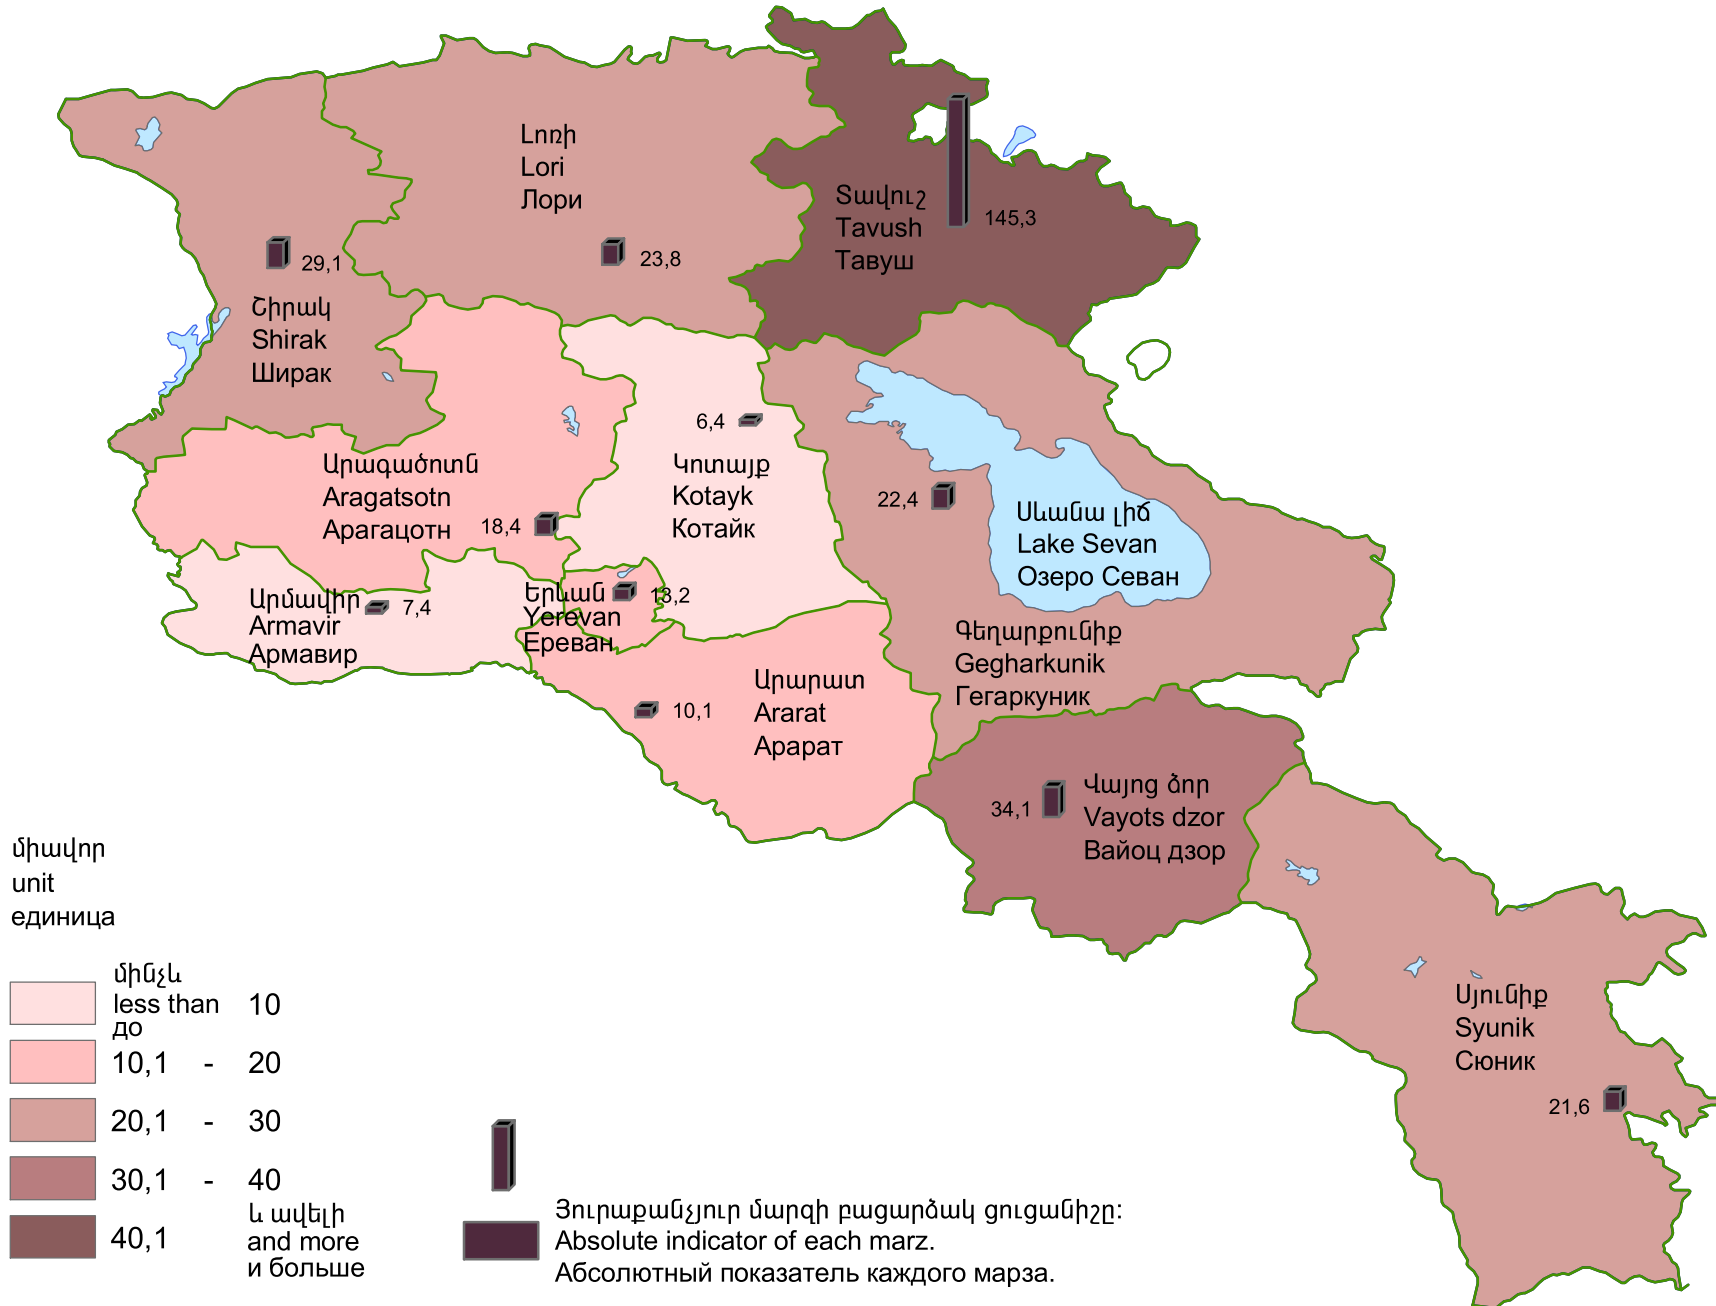 Լոռի
Lori
Лори
23,8
Տավուշ
Tavush
Тавуш
145,3
29,1
Շիրակ
Shirak
Ширак
6,4
Կոտայք
Kotayk
Котайк
Արագածոտն
Aragatsotn
Арагацотн
18,4
22,4
Սևանա լիճ
Lake Sevan
Озеро Севан
Արմավիր
Armavir
Армавир
7,4
Երևան
Yerevan
Ереван
13,2
Գեղարքունիք
Gegharkunik
Гегаркуник
Արարատ
Ararat
Арарат
10,1
34,1
Վայոց ձոր
Vayots dzor
Вайоц дзор
Սյունիք
Syunik
Сюник
21,6
միավոր
unit
единица
մինչև
less than 10
до
10,1 - 20
20,1 - 30
30,1 - 40
40,1
և ավելի
and more
и больше
Յուրաքանչյուր մարզի բացարձակ ցուցանիշը:
Absolute indicator of each marz.
Абсолютный показатель каждого марза.